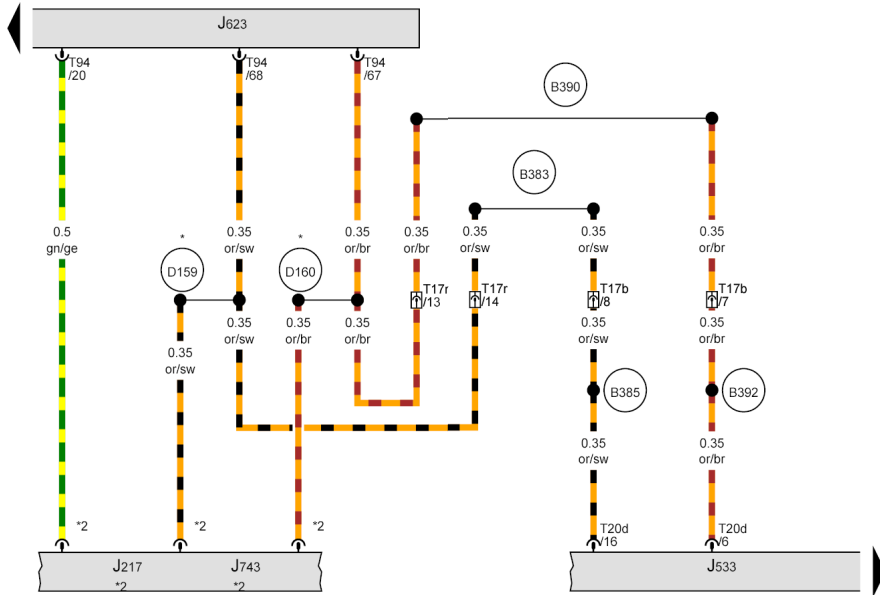 J623
T94
/20
T94
/68
T94
/67
B390
B383
0.5
gn/ge
*
0.35
or/sw
*
0.35
or/br
0.35
or/br
0.35
or/sw
0.35
or/sw
0.35
or/br
D159
D160
T17r
/13
T17r
/14
T17b
/8
T17b
/7
0.35
or/sw
0.35
or/sw
0.35
or/br
0.35
or/br
0.35
or/sw
0.35
or/br
B385
B392
0.35
or/sw
0.35
or/br
*2
*2
*2
T20d
/16
T20d
/6
J217
*2
J743
*2
J533